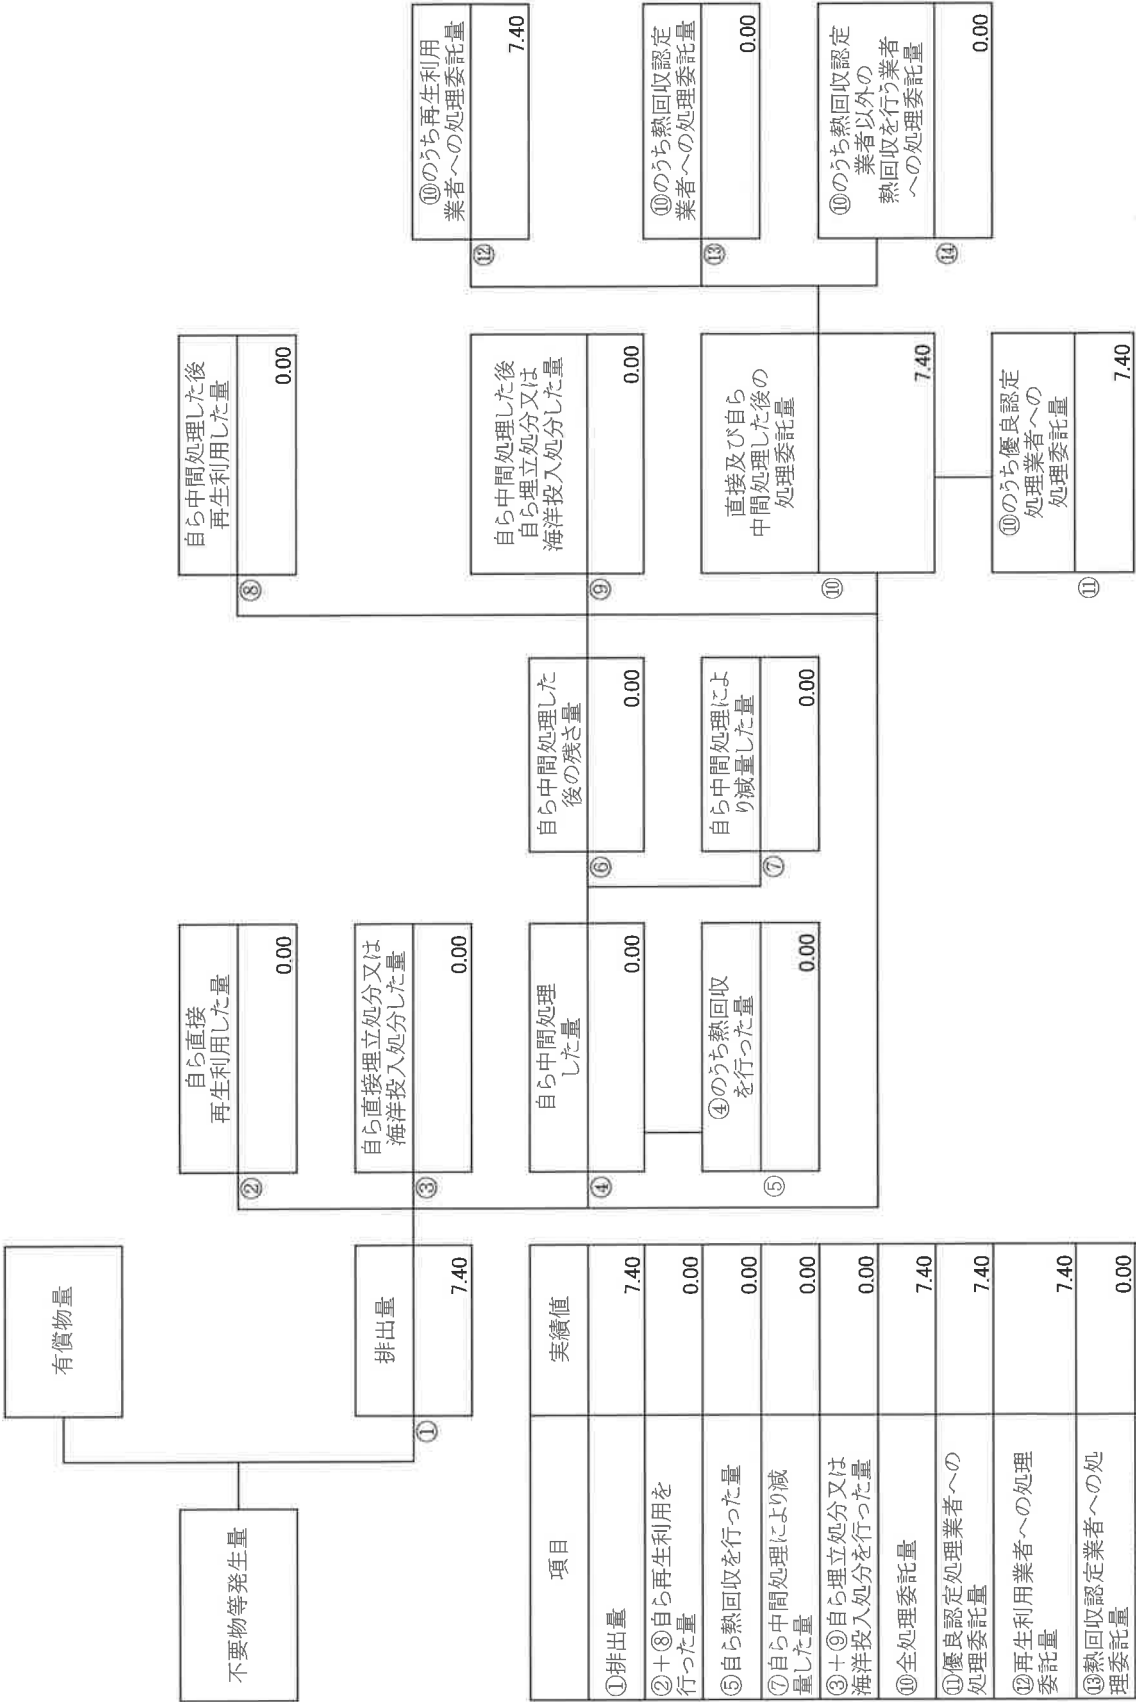 不要物等発生量
有償物量
①
排出量
7.40
②
自ら直接
再生利用した量
0.00
③
自ら直接埋立処分又は
海洋投入処分した量
0.00
④
自ら中間処理
した量
0.00
⑤
④のうち熱回収
を行った量
0.00
⑥
自ら中間処理した
後の残さ量
0.00
⑦
自ら中間処理によ
り減量した量
0.00
⑧
自ら中間処理した後
再生利用した量
0.00
⑨
自ら中間処理した後
自ら埋立処分又は
海洋投入処分した量
0.00
⑩
直接及び自ら
中間処理した後の
処理委託量
7.40
⑪
⑩のうち優良認定
処理業者への
処理委託量
7.40
⑫
⑩のうち再生利用
業者への処理委託量
7.40
⑬
⑩のうち熱回収認定
業者への処理委託量
0.00
⑭
⑩のうち熱回収認定
業者以外の
熱回収を行う業者
への処理委託量
0.00
項目 実績値
①排出量 7.40
②+⑧自ら再生利用を
行った量 0.00
⑤自ら熱回収を行った量 0.00
⑦自ら中間処理により減
量した量 0.00
③+⑨自ら埋立処分又は
海洋投入処分を行った量 0.00
⑩全処理委託量 7.40
⑪優良認定処理業者への
処理委託量 7.40
⑫再生利用業者への処理
委託量 7.40
⑬熱回収認定業者への処
理委託量 0.00